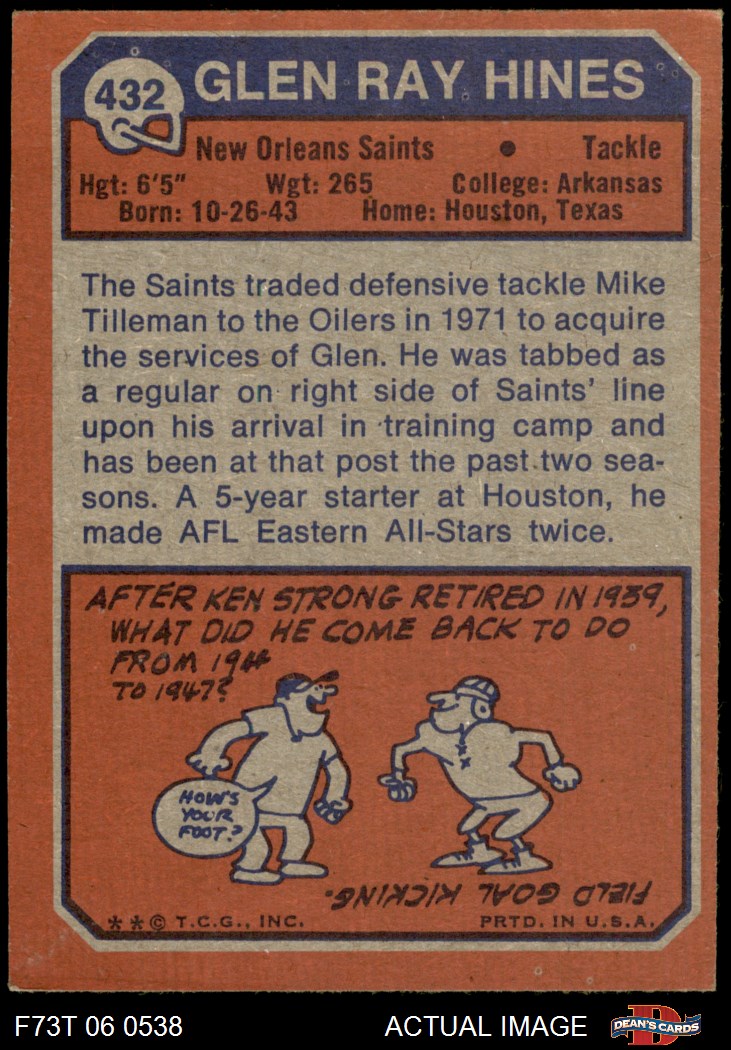 432
GLEN RAY HINES
New Orleans Saints ● Tackle
Hgt: 6'5" Wgt: 265 College: Arkansas
Born: 10-26-43 Home: Houston, Texas
The Saints traded defensive tackle Mike
Tilleman to the Oilers in 1971 to acquire
the services of Glen. He was tabbed as
a regular on right side of Saints' line
upon his arrival in training camp and
has been at that post the past two sea-
sons. A 5-year starter at Houston, he
made AFL Eastern All-Stars twice.
AFTER KEN STRONG RETIRED IN 1939,
WHAT DID HE COME BACK TO DO
FROM 1944
TO 1947?
HOW'S
YOUR
FOOT?
FIELD GOAL KICKING.
**© T.C.G., INC. PRTD. IN U.S.A.
F73T 06 0538 ACTUAL IMAGE
D
DEAN'S CARDS